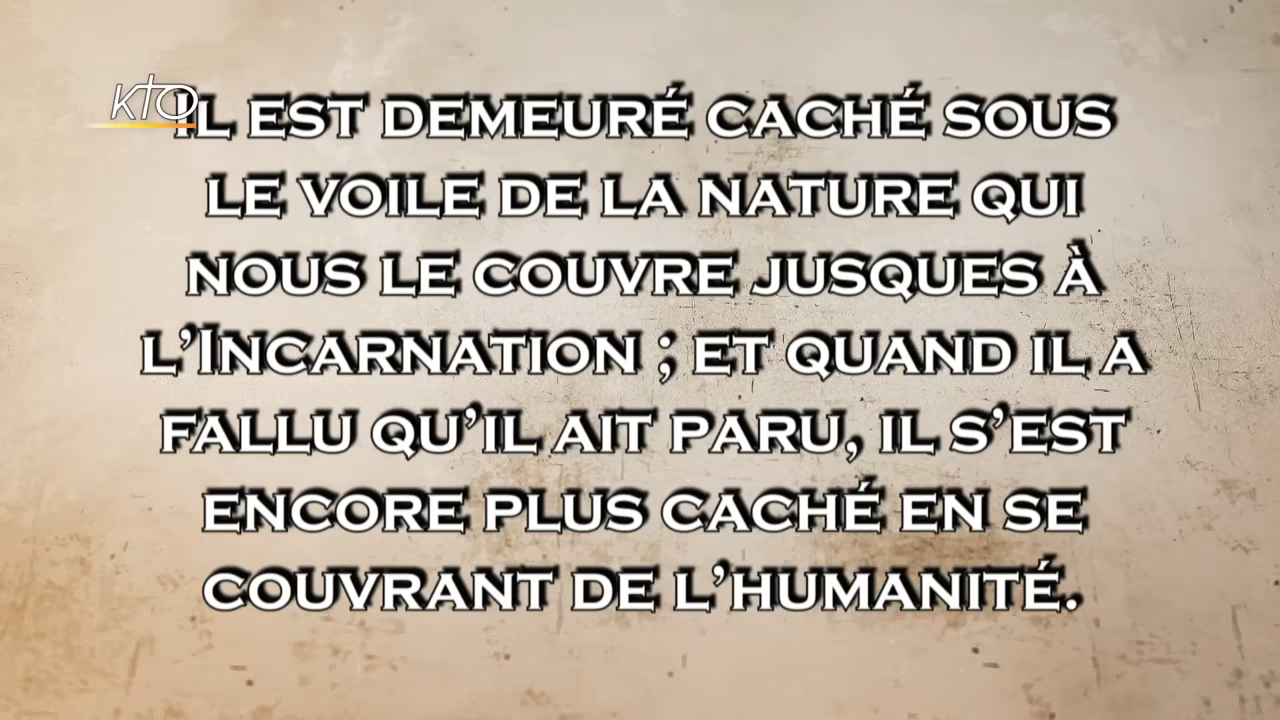 kto
IL EST DEMEURÉ CACHÉ SOUS
LE VOILE DE LA NATURE QUI
NOUS LE COUVRE JUSQUES À
L’INCARNATION ; ET QUAND IL A
FALLU QU’IL AIT PARU, IL S’EST
ENCORE PLUS CACHÉ EN SE
COUVRANT DE L’HUMANITÉ.